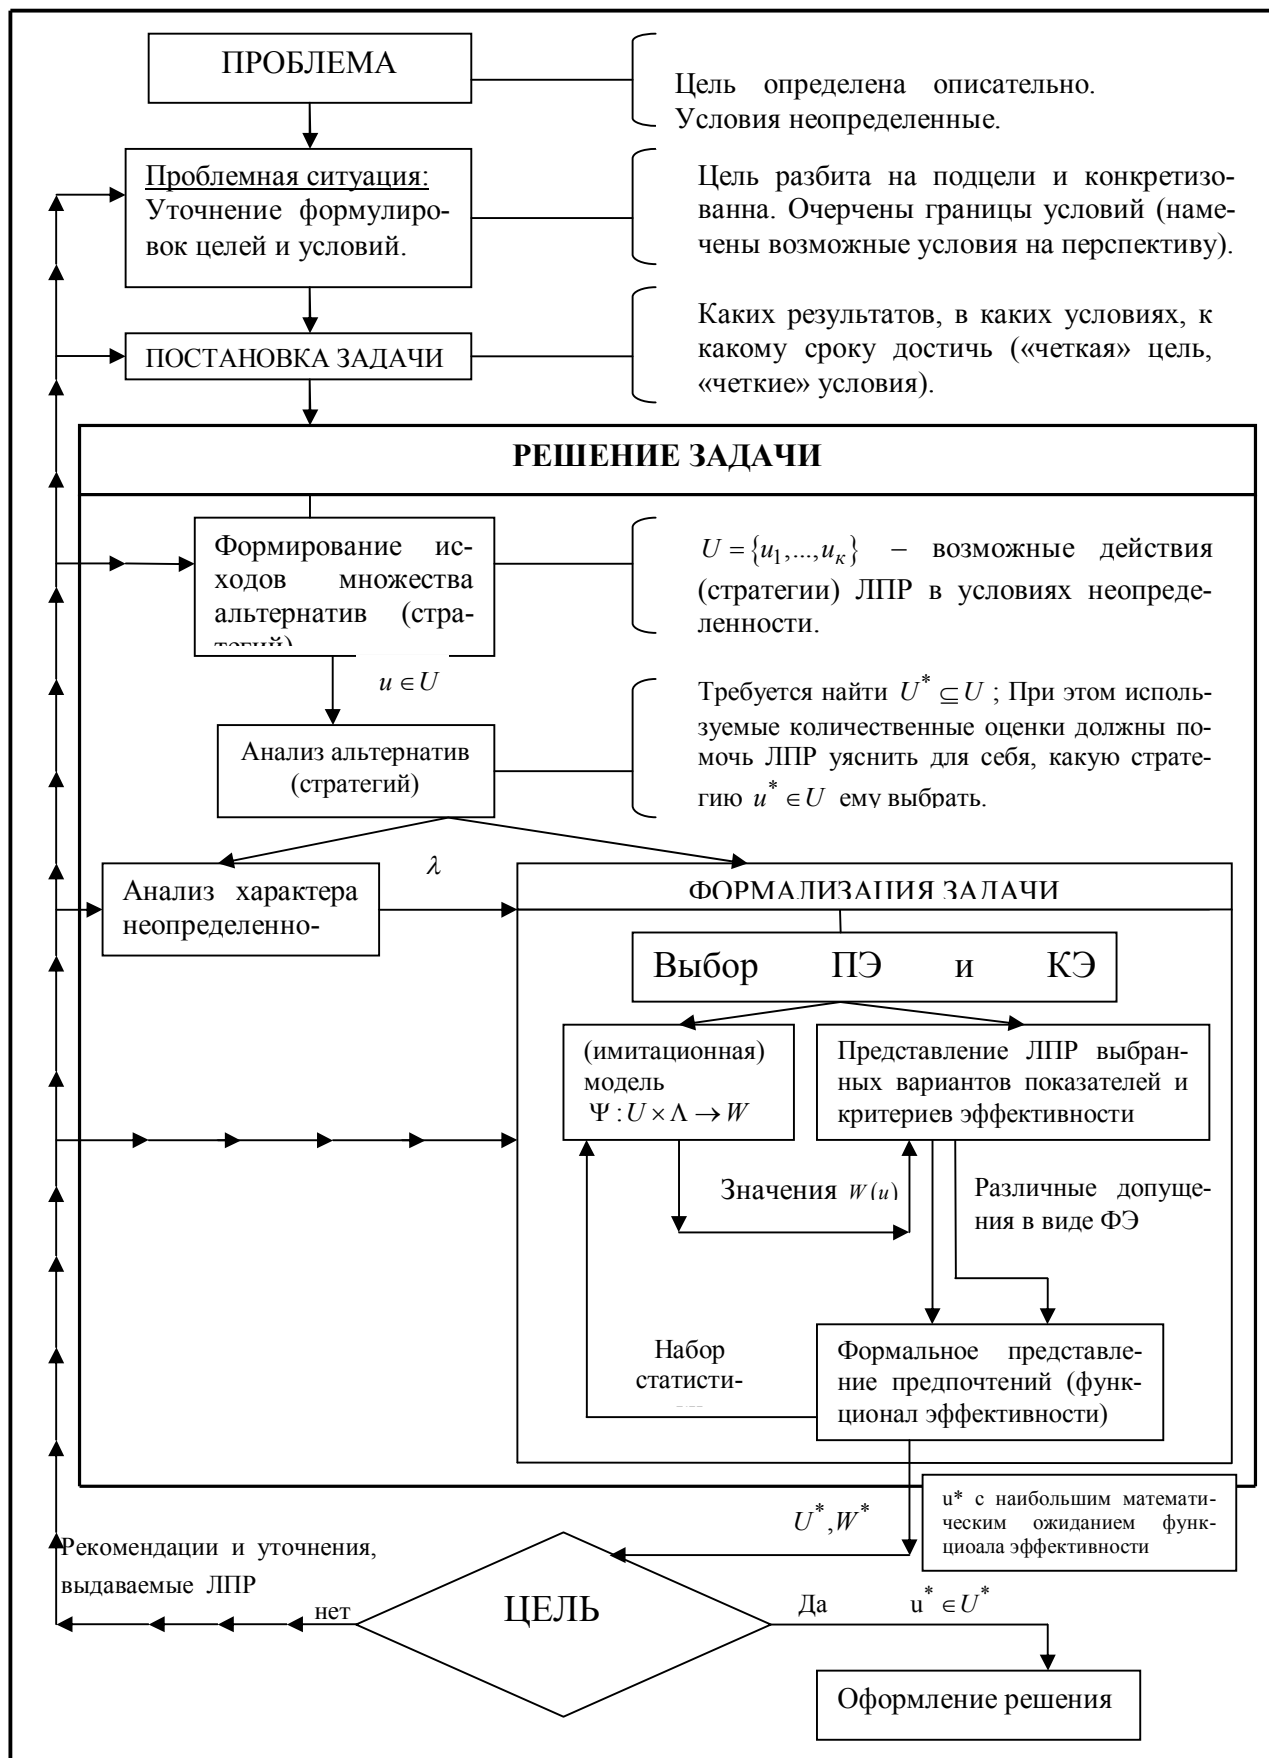 ПРОБЛЕМА
Цель определена описательно.
Условия неопределенные.
Проблемная ситуация:
Уточнение формулиро-
вок целей и условий.
Цель разбита на подцели и конкретизо-
ванна. Очерчены границы условий (наме-
чены возможные условия на перспективу).
ПОСТАНОВКА ЗАДАЧИ
Каких результатов, в каких условиях, к
какому сроку достичь («четкая» цель,
«четкие» условия).
РЕШЕНИЕ ЗАДАЧИ
Формирование ис-
ходов множества
альтернатив (стра-
тегий)
U = {u₁,...,u_к} – возможные действия
(стратегии) ЛПР в условиях неопреде-
ленности.
u ∈ U
Анализ альтернатив
(стратегий)
Требуется найти U* ⊆ U ; При этом исполь-
зуемые количественные оценки должны по-
мочь ЛПР уяснить для себя, какую страте-
гию u* ∈ U ему выбрать.
λ
Анализ характера
неопределенно-
ФОРМАЛИЗАЦИЯ ЗАДАЧИ
Выбор ПЭ и КЭ
(имитационная)
модель
Ψ : U × Λ → W
Представление ЛПР выбран-
ных вариантов показателей и
критериев эффективности
Значения W(u)
Различные допуще-
ния в виде ФЭ
Набор
статисти-
Формальное представле-
ние предпочтений (функ-
ционал эффективности)
U*,W*
u* с наибольшим математи-
ческим ожиданием функ-
циоала эффективности
Рекомендации и уточнения,
выдаваемые ЛПР
нет
ЦЕЛЬ
Да
u* ∈ U*
Оформление решения